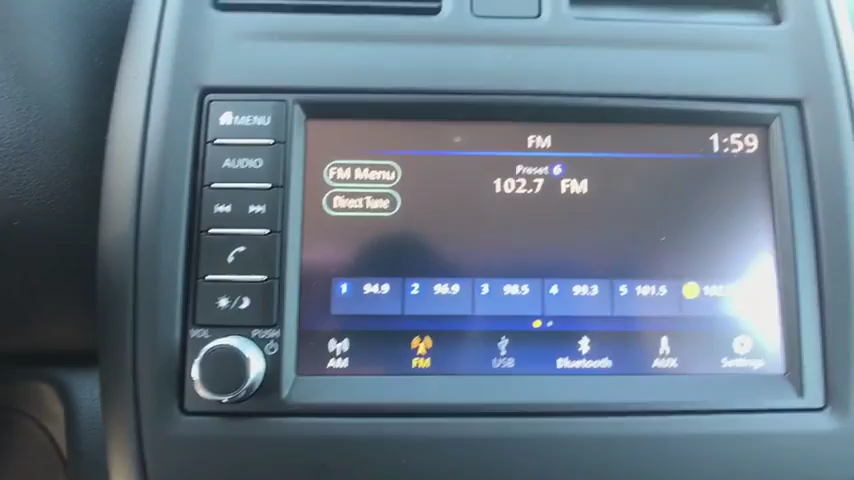 MENU
FM
1:59
AUDIO
FM Menu
Preset 6
102.7 FM
Direct Tune
1 94.9
2 96.9
3 98.5
4 99.3
5 101.5
VOL
PUSH
AM
FM
USB
Bluetooth
AUX
Settings